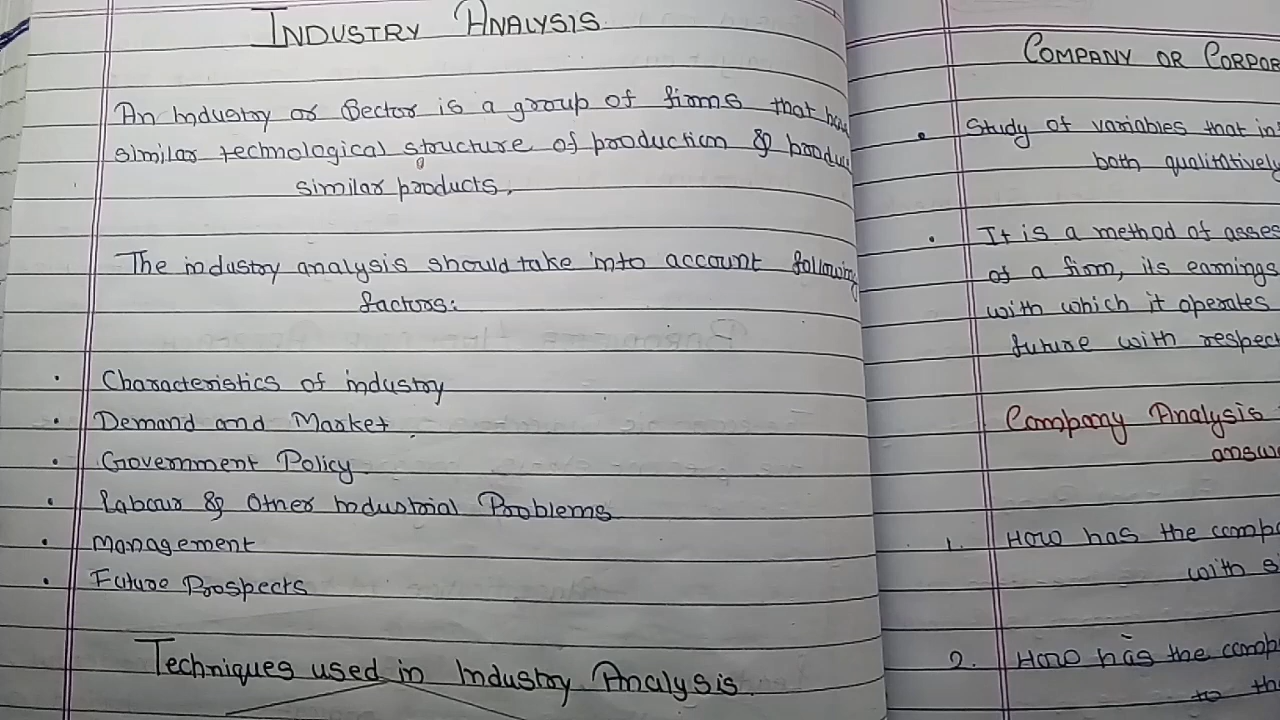 INDUSTRY ANALYSIS
An Industry or Sector is a group of firms that hav
similar technological structure of production & produc
similar products.
The industry analysis should take into account following
factors:
Characteristics of industry
Demand and Market
Government Policy
Labour & Other Industrial Problems
Management
Future Prospects
Techniques used in Industry Analysis
COMPANY OR CORPOR
Study of variables that in
both qualitatively
It is a method of asses
of a firm, its earnings
with which it operates
future with respect
Company Analysis
answ
1. How has the comp
with s
2. How has the comp
to th